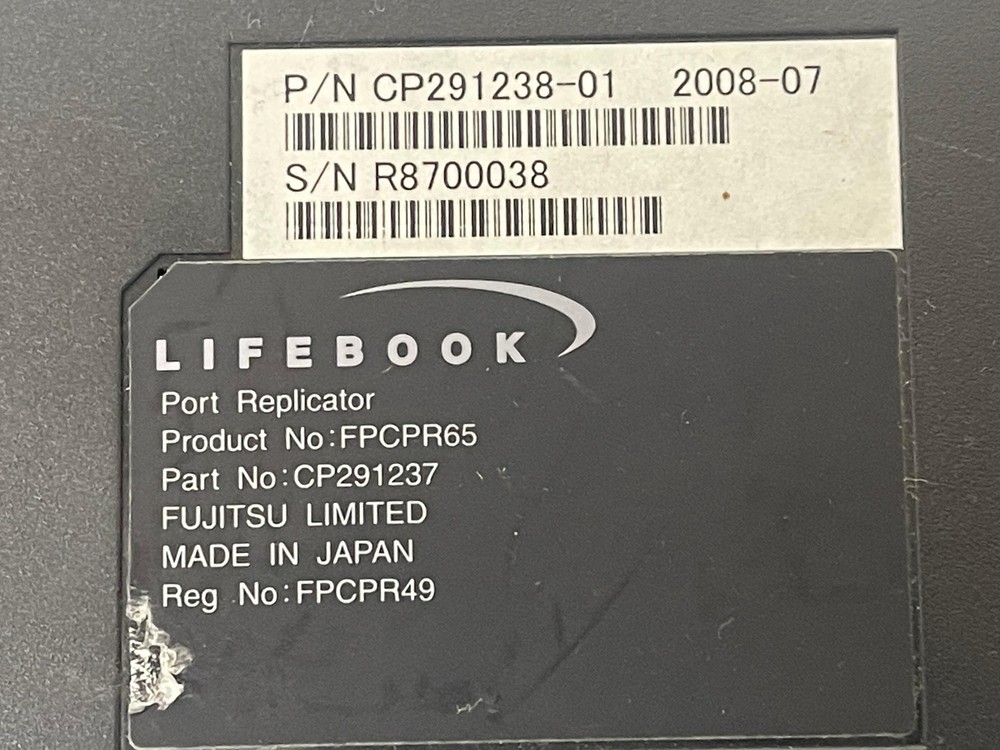 P/N CP291238-01 2008-07
S/N R8700038
LIFEBOOK
Port Replicator
Product No:FPCPR65
Part No:CP291237
FUJITSU LIMITED
MADE IN JAPAN
Reg No:FPCPR49